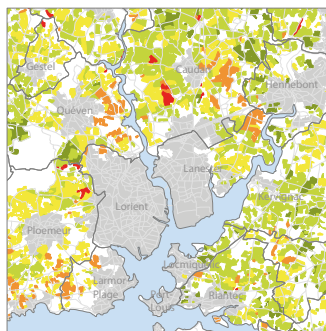 Gestel
Caudan
Hennebont
Quéven
Lanester
Kervignac
Lorient
Ploemeur
Locmiquélic
Larmor-
Plage
Port-
Louis
Riantec